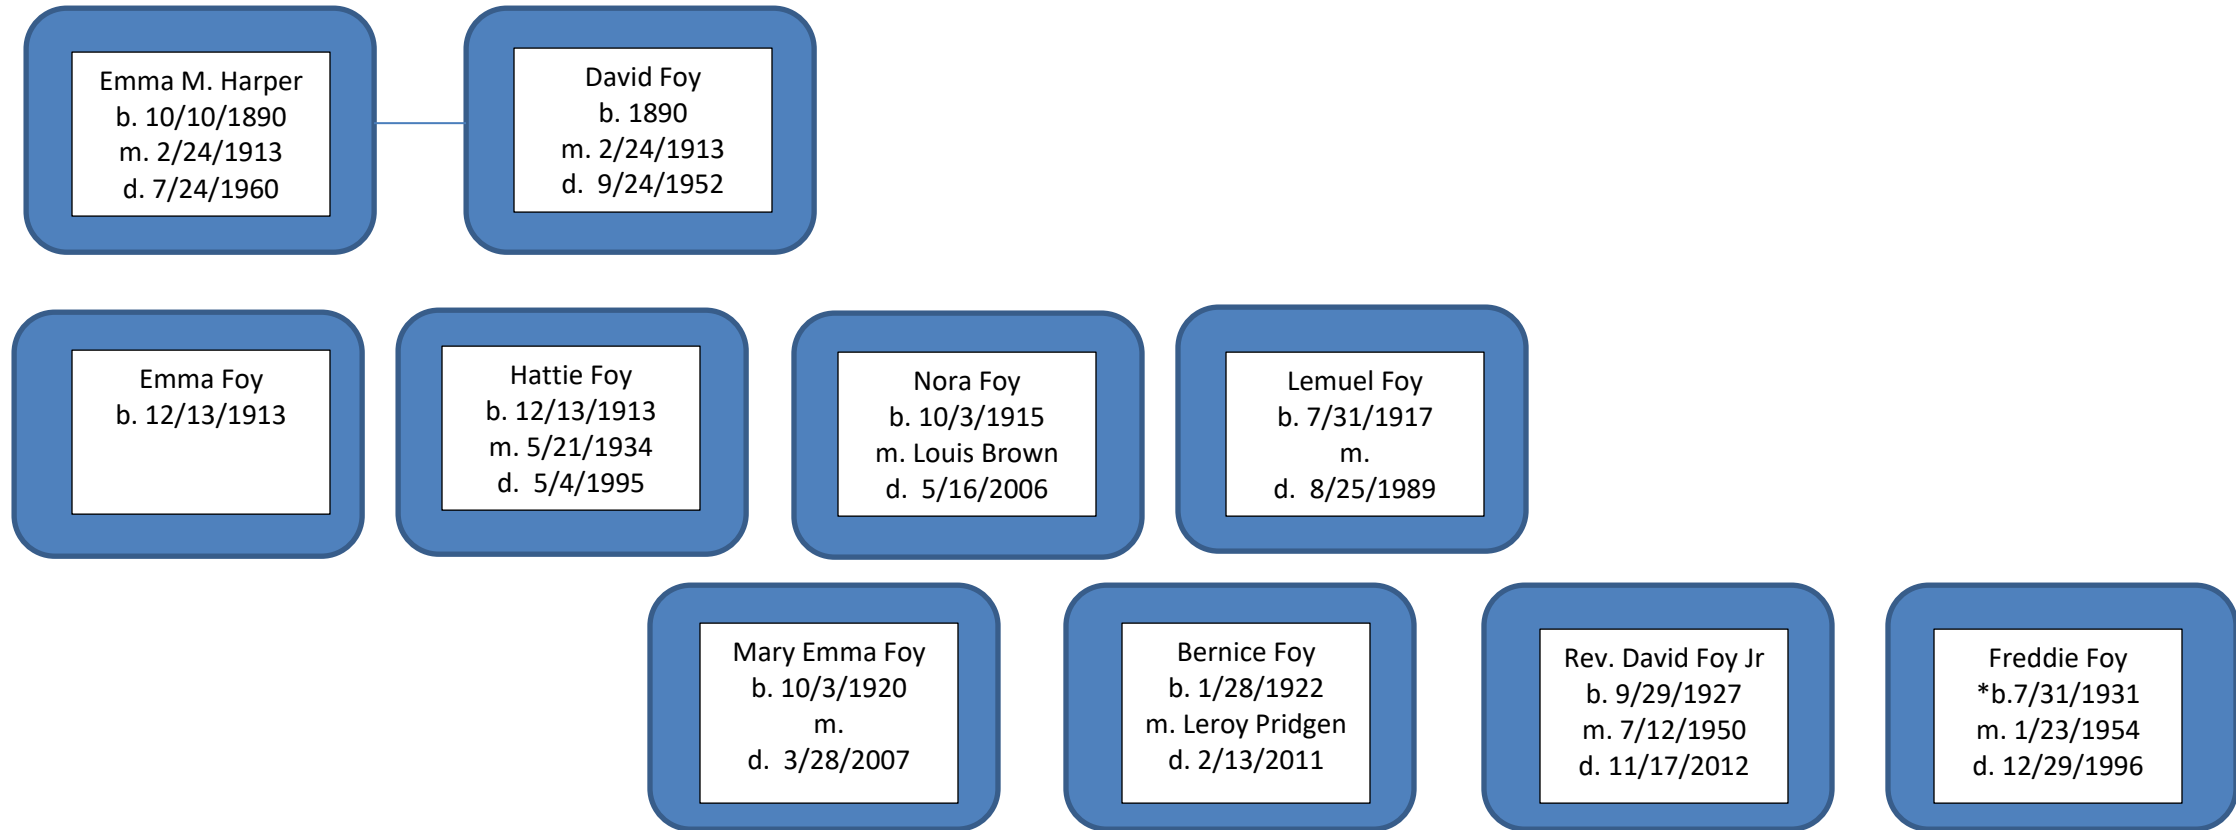 Emma M. Harper
b. 10/10/1890
m. 2/24/1913
d. 7/24/1960
David Foy
b. 1890
m. 2/24/1913
d. 9/24/1952
Emma Foy
b. 12/13/1913
Hattie Foy
b. 12/13/1913
m. 5/21/1934
d. 5/4/1995
Nora Foy
b. 10/3/1915
m. Louis Brown
d. 5/16/2006
Lemuel Foy
b. 7/31/1917
m.
d. 8/25/1989
Mary Emma Foy
b. 10/3/1920
m.
d. 3/28/2007
Bernice Foy
b. 1/28/1922
m. Leroy Pridgen
d. 2/13/2011
Rev. David Foy Jr
b. 9/29/1927
m. 7/12/1950
d. 11/17/2012
Freddie Foy
*b.7/31/1931
m. 1/23/1954
d. 12/29/1996